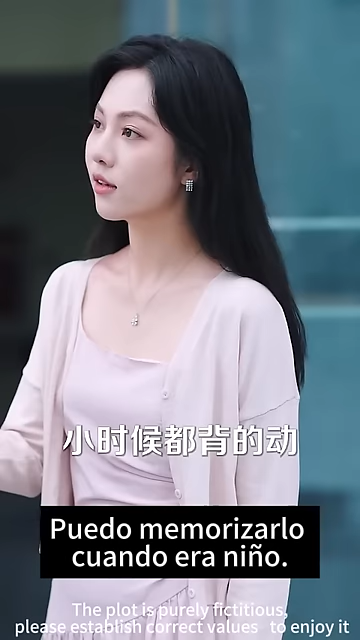 小时候都背的动
Puedo memorizarlo
cuando era niño.
The plot is purely fictitious,
please establish correct values to enjoy it